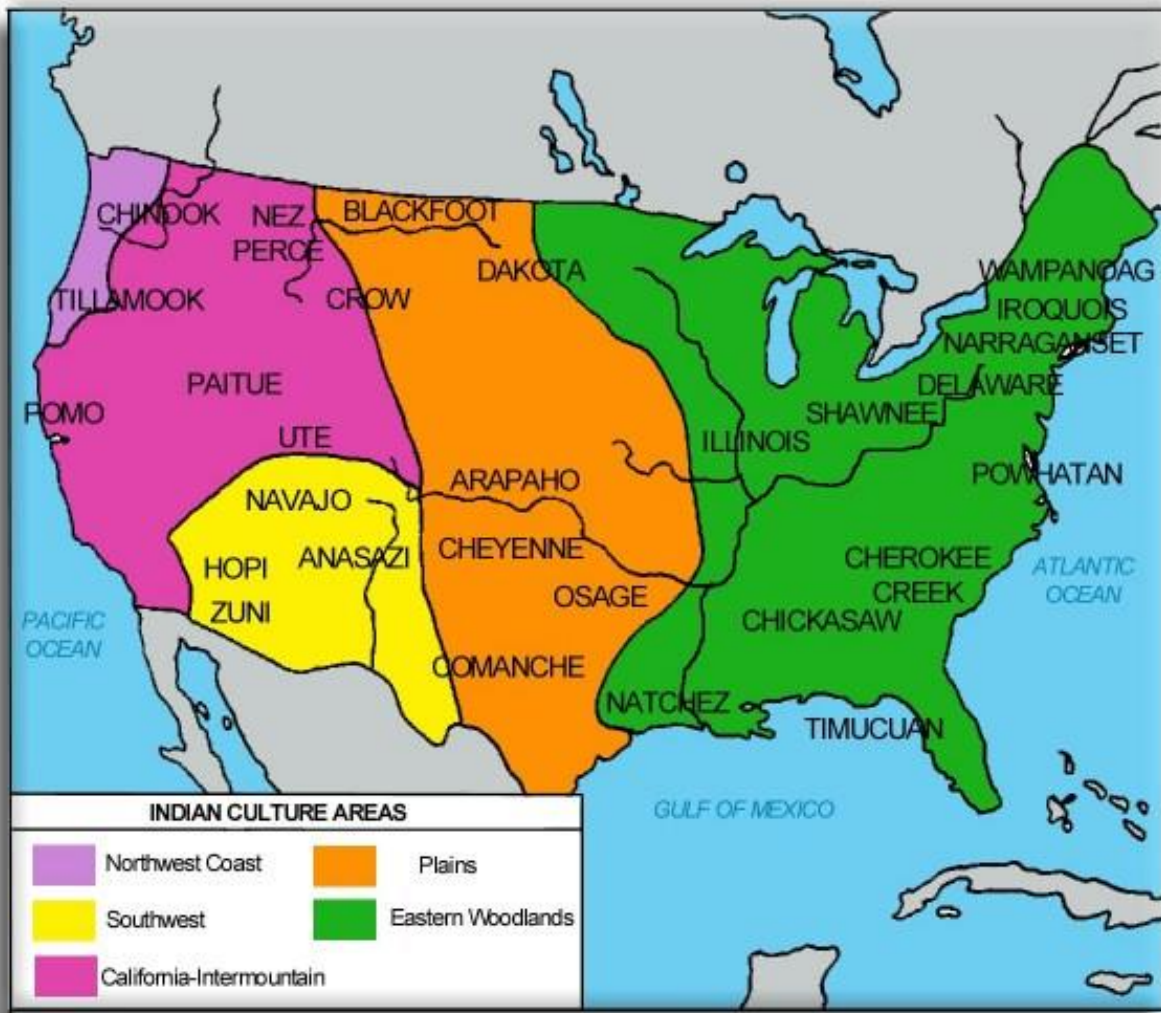 CHINOOK
NEZ
PERCE
BLACKFOOT
DAKOTA
WAMPANOAG
TILLAMOOK
CROW
IROQUOIS
NARRAGANSET
PAITUE
DELAWARE
POMO
SHAWNEE
UTE
ILLINOIS
ARAPAHO
POWHATAN
NAVAJO
CHEYENNE
ANASAZI
CHEROKEE
HOPI
CREEK
OSAGE
ZUNI
CHICKASAW
ATLANTIC
OCEAN
PACIFIC
OCEAN
COMANCHE
NATCHEZ
TIMUCUAN
GULF OF MEXICO
INDIAN CULTURE AREAS
Northwest Coast
Plains
Southwest
Eastern Woodlands
California-Intermountain